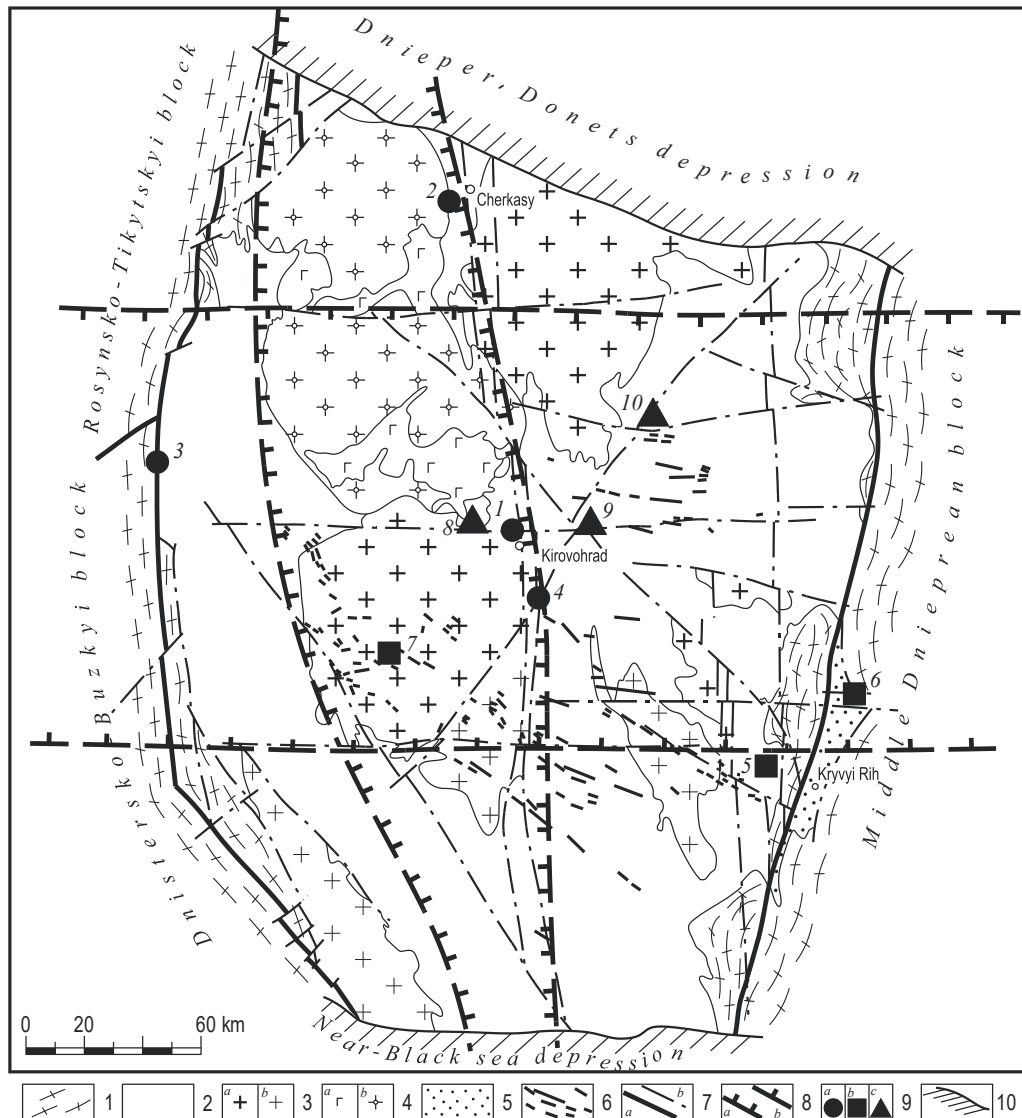 Dnieper, Donets depression
Rosynsko-Tikytskyi block
2
Cherkasy
10
3
8
1
9
Kirovohrad
4
7
6
5
Kryvyi Rih
Dnistersko Buzkyi block
Middle Dnieprean block
0 20 60 km
Near-Black sea depression
1 2 a b 3 a b 4 5 6 a b 7 a b 8 a b c 9 10